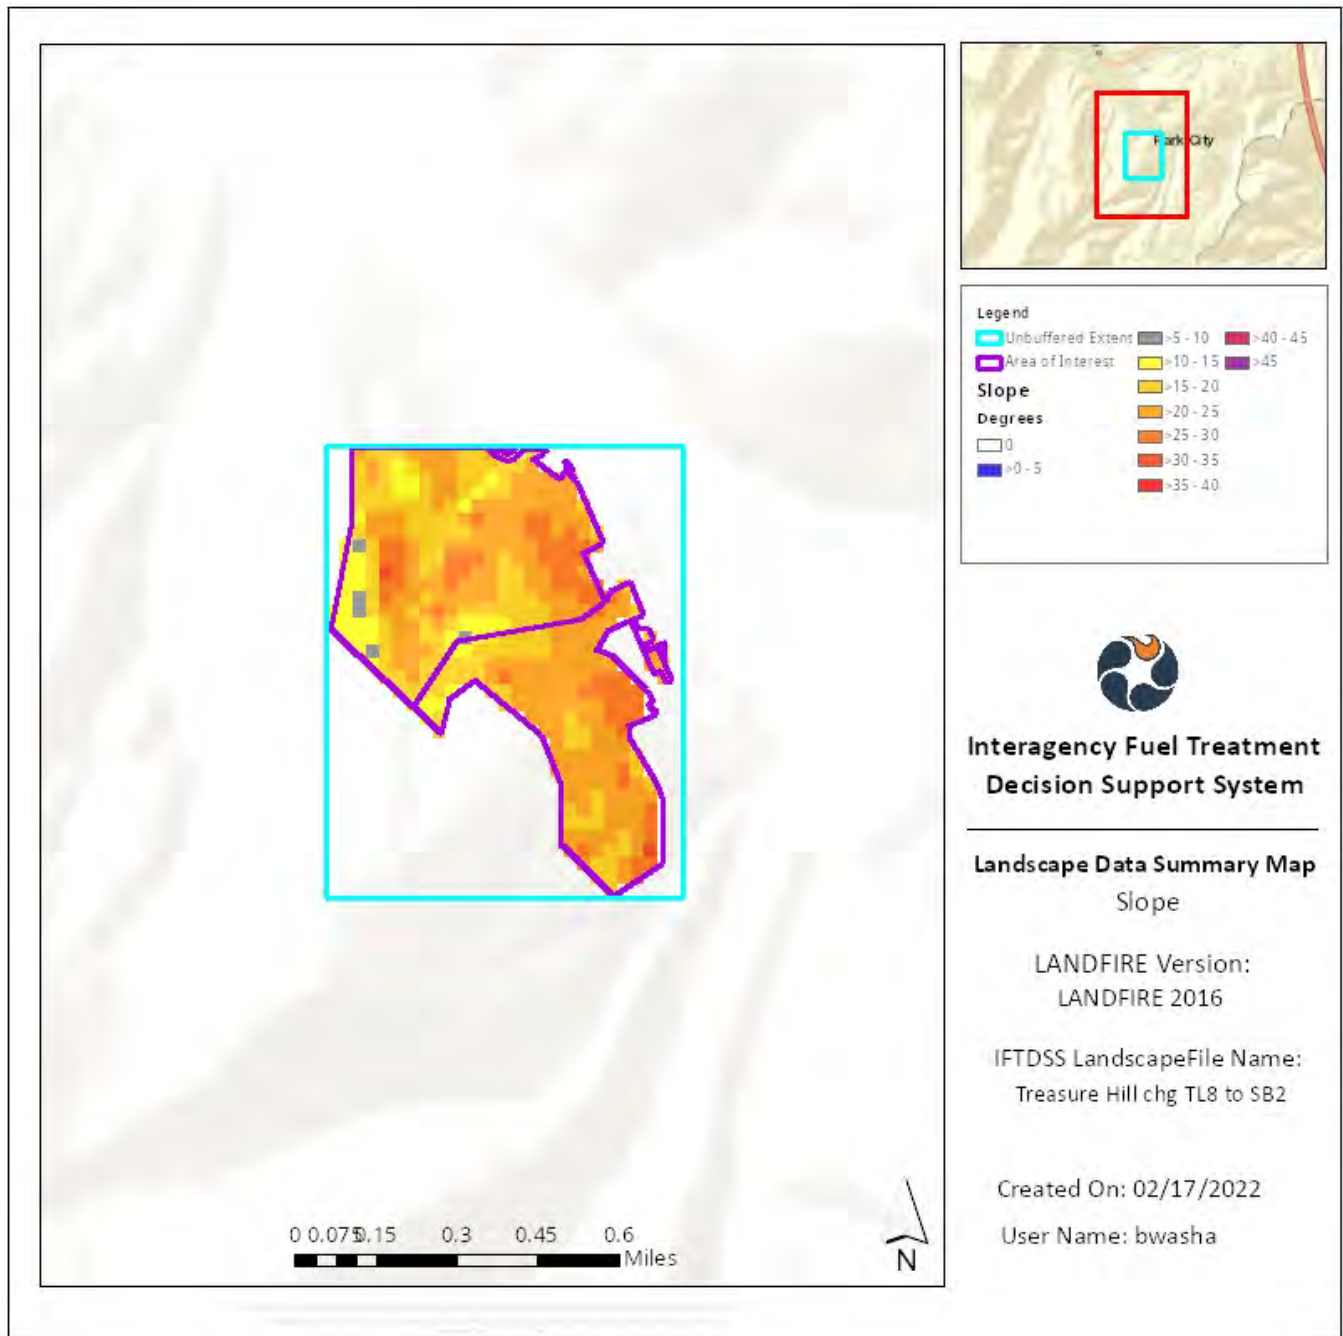 Park City
Legend
Unbuffered Extent
Area of Interest
Slope
Degrees
0
>0 - 5
>5 - 10
>10 - 15
>15 - 20
>20 - 25
>25 - 30
>30 - 35
>35 - 40
>40 - 45
>45
Interagency Fuel Treatment
Decision Support System
Landscape Data Summary Map
Slope
LANDFIRE Version:
LANDFIRE 2016
IFTDSS LandscapeFile Name:
Treasure Hill chg TL8 to SB2
Created On: 02/17/2022
User Name: bwasha
0 0.075 0.15 0.3 0.45 0.6
Miles
N